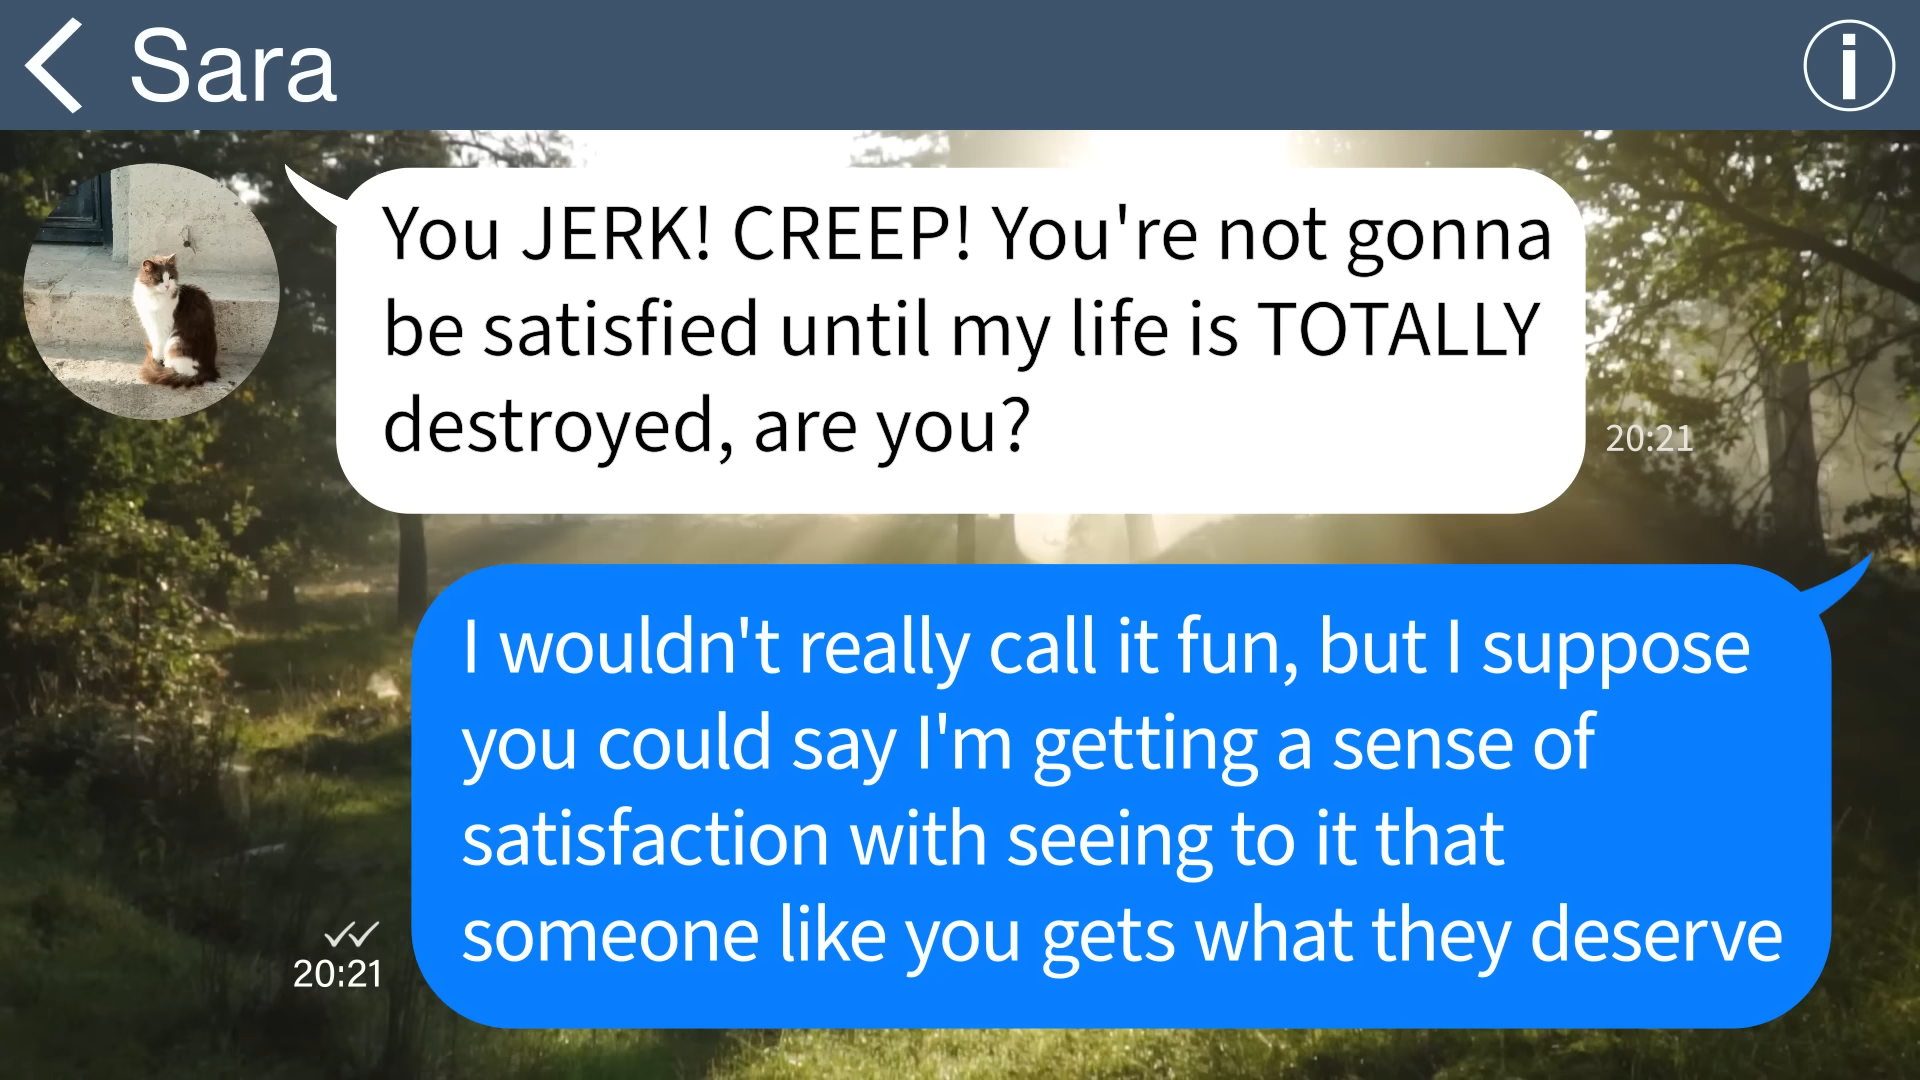 Sara
You JERK! CREEP! You're not gonna
be satisfied until my life is TOTALLY
destroyed, are you?
20:21
I wouldn't really call it fun, but I suppose
you could say I'm getting a sense of
satisfaction with seeing to it that
someone like you gets what they deserve
20:21